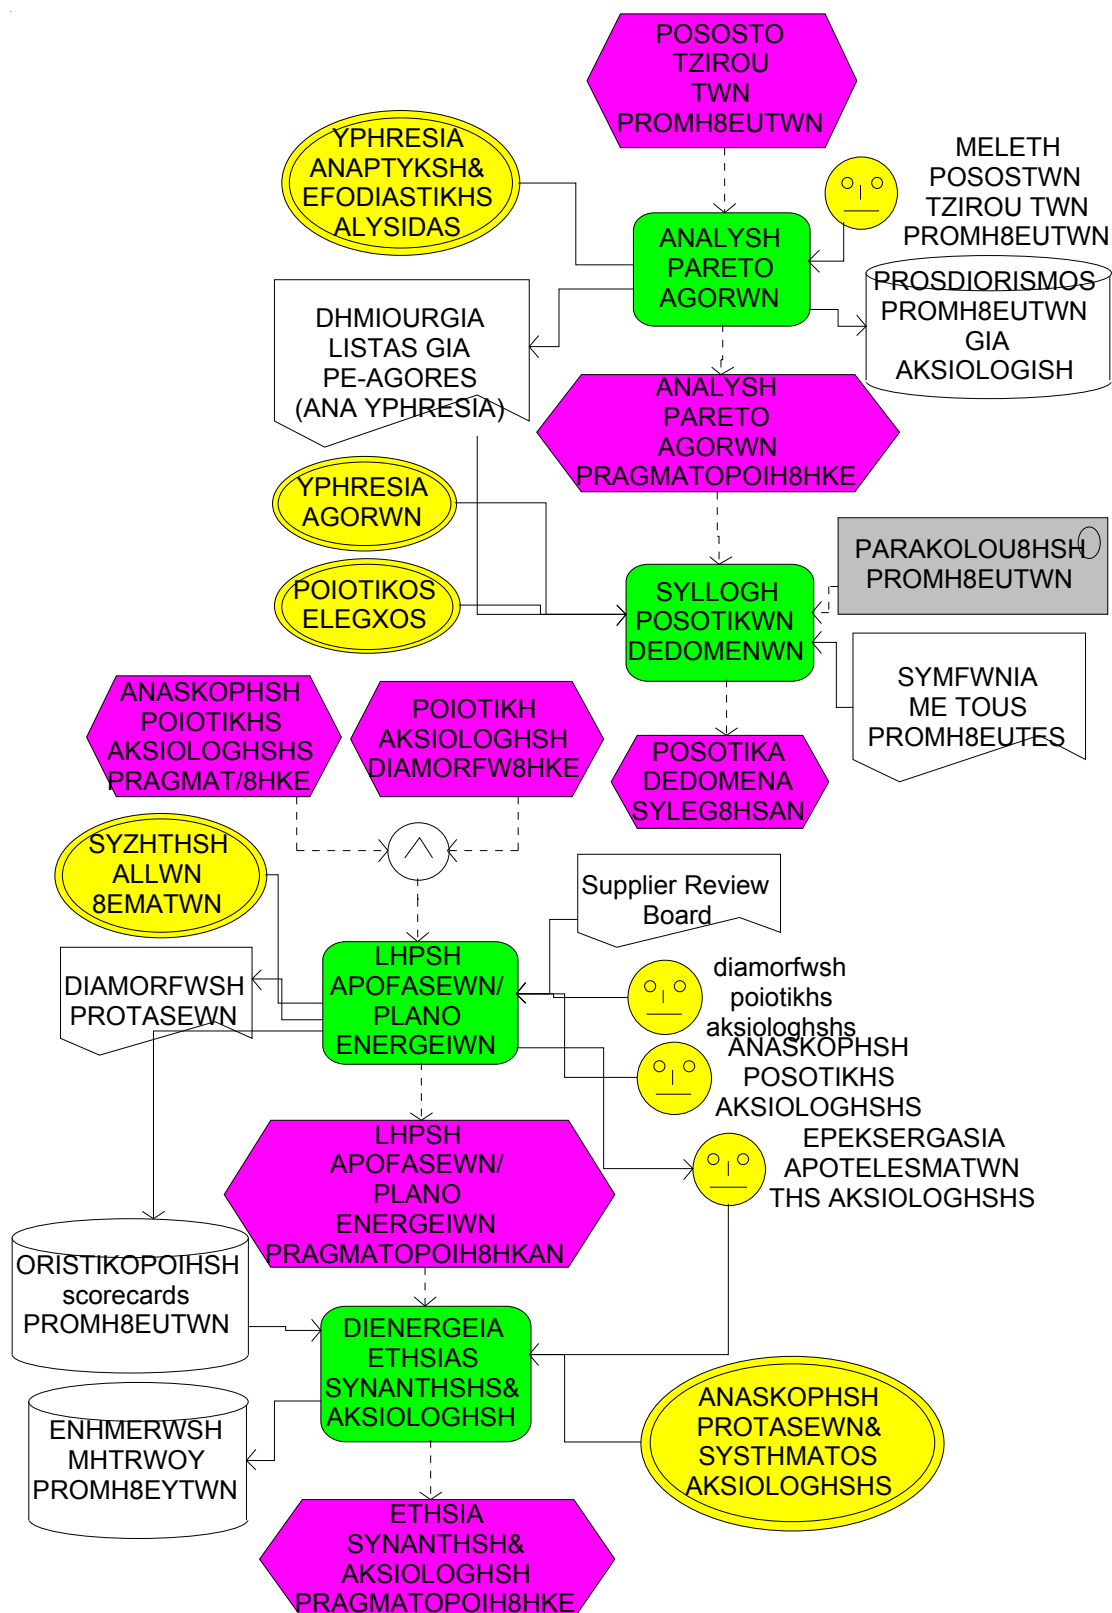 POSOSTO
TZIROU
TWN
PROMH8EUTWN
YPHRESIA
ANAPTYKSH&
EFODIASTIKHS
ALYSIDAS
MELETH
POSOSTWN
TZIROU TWN
PROMH8EUTWN
ANALYSH
PARETO
AGORWN
PROSDIORISMOS
PROMH8EUTWN
GIA
AKSIOLOGISH
DHMIOURGIA
LISTAS GIA
PE-AGORES
(ANA YPHRESIA)
ANALYSH
PARETO
AGORWN
PRAGMATOPOIH8HKE
YPHRESIA
AGORWN
PARAKOLOU8HSH
PROMH8EUTWN
POIOTIKOS
ELEGXOS
SYLLOGH
POSOTIKWN
DEDOMENWN
SYMFWNIA
ME TOUS
PROMH8EUTES
ANASKOPHSH
POIOTIKHS
AKSIOLOGHSHS
PRAGMAT/8HKE
POIOTIKH
AKSIOLOGHSH
DIAMORFW8HKE
POSOTIKA
DEDOMENA
SYLEG8HSAN
SYZHTHSH
ALLWN
8EMATWN
Supplier Review
Board
DIAMORFWSH
PROTASEWN
LHPSH
APOFASEWN/
PLANO
ENERGEIWN
diamorfwsh
poiotikhs
aksiologhshs
ANASKOPHSH
POSOTIKHS
AKSIOLOGHSHS
EPEKSERGASIA
APOTELESMATWN
THS AKSIOLOGHSHS
LHPSH
APOFASEWN/
PLANO
ENERGEIWN
PRAGMATOPOIH8HKAN
ORISTIKOPOIHSH
scorecards
PROMH8EUTWN
DIENERGEIA
ETHSIAS
SYNANTHSHS&
AKSIOLOGHSH
ANASKOPHSH
PROTASEWN&
SYSTHMATOS
AKSIOLOGHSHS
ENHMERWSH
MHTRWOY
PROMH8EYTWN
ETHSIA
SYNANTHSH&
AKSIOLOGHSH
PRAGMATOPOIH8HKE